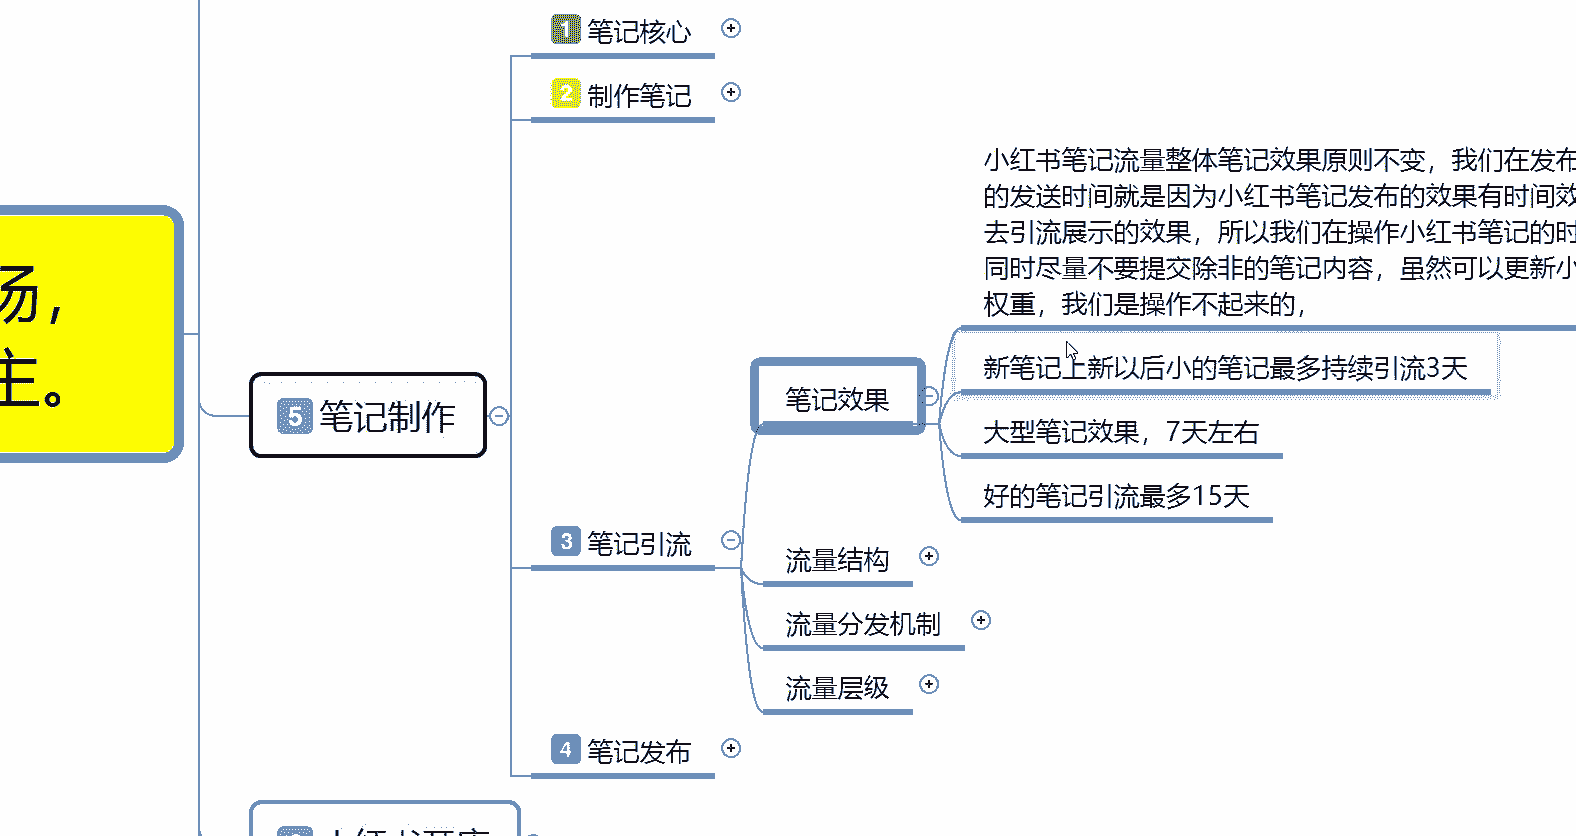 1 笔记核心
2 制作笔记
小红书笔记流量整体笔记效果原则不变，我们在发布
的发送时间就是因为小红书笔记发布的效果有时间效
去引流展示的效果，所以我们在操作小红书笔记的时
同时尽量不要提交除非的笔记内容，虽然可以更新小
权重，我们是操作不起来的，
场，
主。
5 笔记制作
笔记效果
新笔记上新以后小的笔记最多持续引流3天
大型笔记效果，7天左右
好的笔记引流最多15天
3 笔记引流
流量结构
流量分发机制
流量层级
4 笔记发布